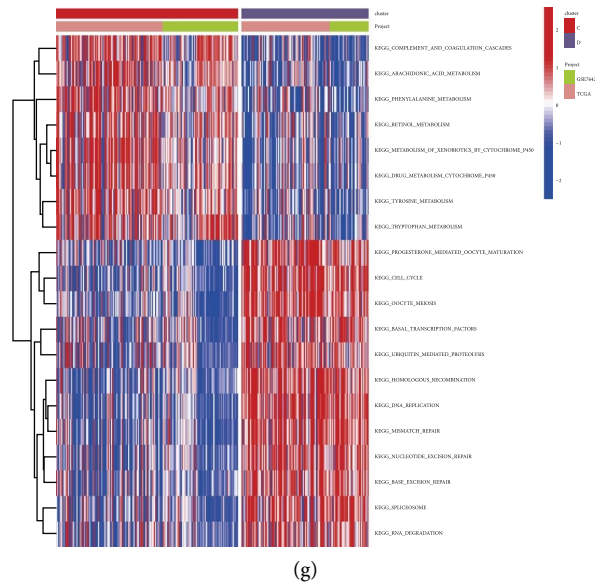 cluster
Project
KEGG_COMPLEMENT_AND_COAGULATION_CASCADES
KEGG_ARACHIDONIC_ACID_METABOLISM
KEGG_PHENYLALANINE_METABOLISM
KEGG_RETINOL_METABOLISM
KEGG_METABOLISM_OF_XENOBIOTICS_BY_CYTOCHROME_P450
KEGG_DRUG_METABOLISM_CYTOCHROME_P450
KEGG_TYROSINE_METABOLISM
KEGG_TRYPTOPHAN_METABOLISM
KEGG_PROGESTERONE_MEDIATED_OOCYTE_MATURATION
KEGG_CELL_CYCLE
KEGG_OOCYTE_MEIOSIS
KEGG_BASAL_TRANSCRIPTION_FACTORS
KEGG_UBIQUITIN_MEDIATED_PROTEOLYSIS
KEGG_HOMOLOGOUS_RECOMBINATION
KEGG_DNA_REPLICATION
KEGG_MISMATCH_REPAIR
KEGG_NUCLEOTIDE_EXCISION_REPAIR
KEGG_BASE_EXCISION_REPAIR
KEGG_SPLICEOSOME
KEGG_RNA_DEGRADATION
2
1
0
−1
−2
cluster
C
D
Project
TCGA
(g)